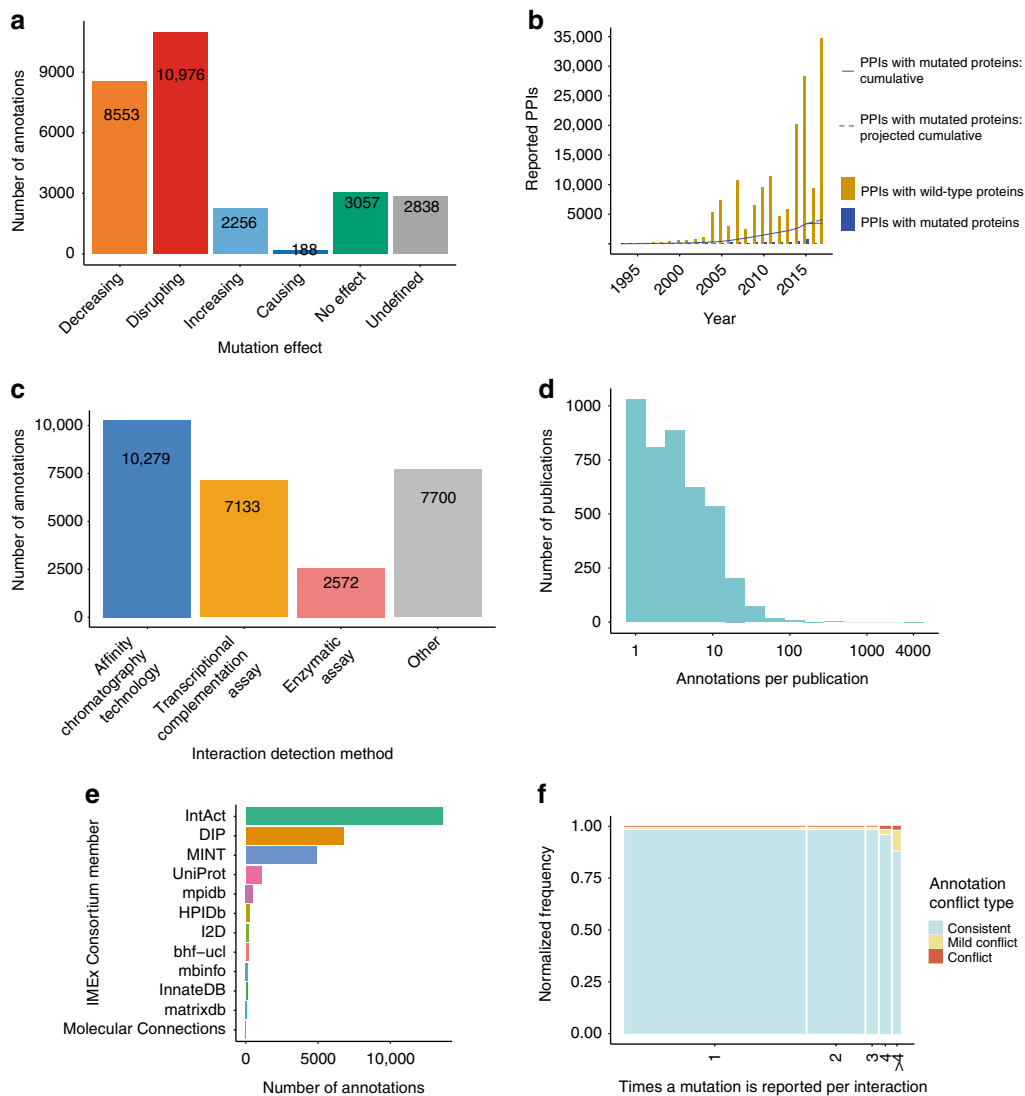 a
Number of annotations
9000
6000
3000
0
8553
10,976
2256
188
3057
2838
Decreasing
Disrupting
Increasing
Causing
No effect
Undefined
Mutation effect
b
Reported PPIs
35,000
30,000
25,000
20,000
15,000
10,000
5000
1995
2000
2005
2010
2015
Year
PPIs with mutated proteins:
cumulative
PPIs with mutated proteins:
projected cumulative
PPIs with wild-type proteins
PPIs with mutated proteins
c
Number of annotations
10,000
7500
5000
2500
0
10,279
7133
2572
7700
Affinity
chromatography
technology
Transcriptional
complementation
assay
Enzymatic
assay
Other
Interaction detection method
d
Number of publications
1000
750
500
250
0
1
10
100
1000
4000
Annotations per publication
e
IMEx Consortium member
IntAct
DIP
MINT
UniProt
mpidb
HPIDb
I2D
bhf-ucl
mbinfo
InnateDB
matrixdb
Molecular Connections
0
5000
10,000
Number of annotations
f
Normalized frequency
1.00
0.75
0.50
0.25
0.00
1
2
3
4
>4
Times a mutation is reported per interaction
Annotation
conflict type
Consistent
Mild conflict
Conflict